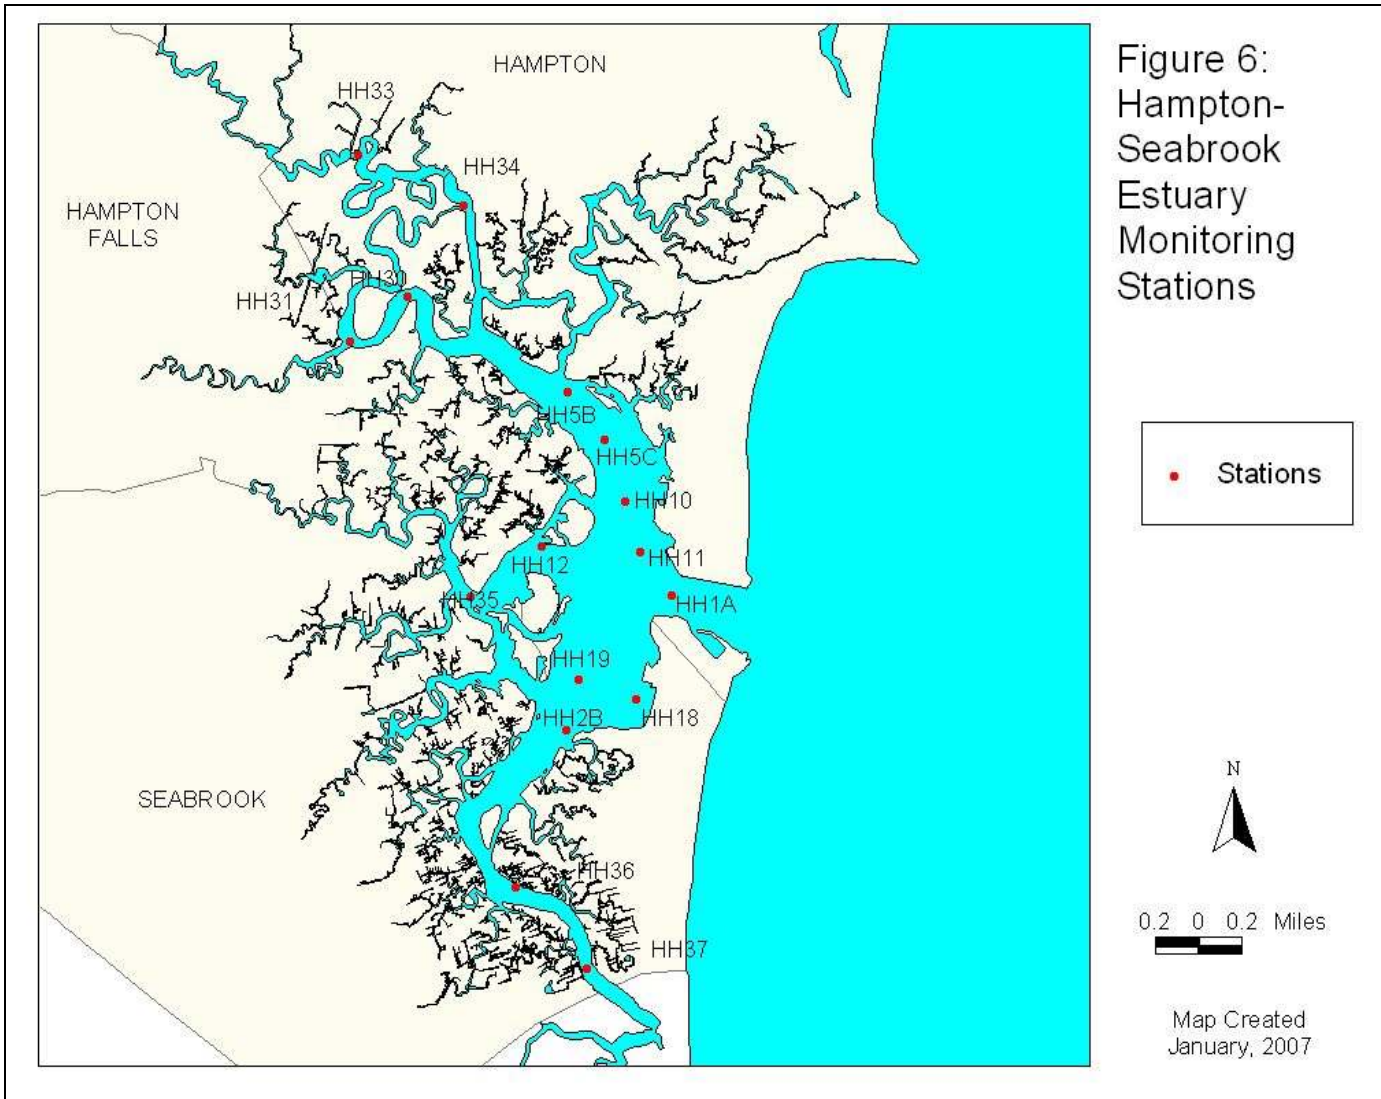 Figure 6:
Hampton-
Seabrook
Estuary
Monitoring
Stations
HAMPTON
HH33
HH34
HAMPTON
FALLS
HH30
HH31
HH5B
HH5C
HH10
HH11
HH12
HH35
HH1A
HH19
HH18
HH2B
SEABROOK
HH36
HH37
Stations
N
0.2 0 0.2 Miles
Map Created
January, 2007